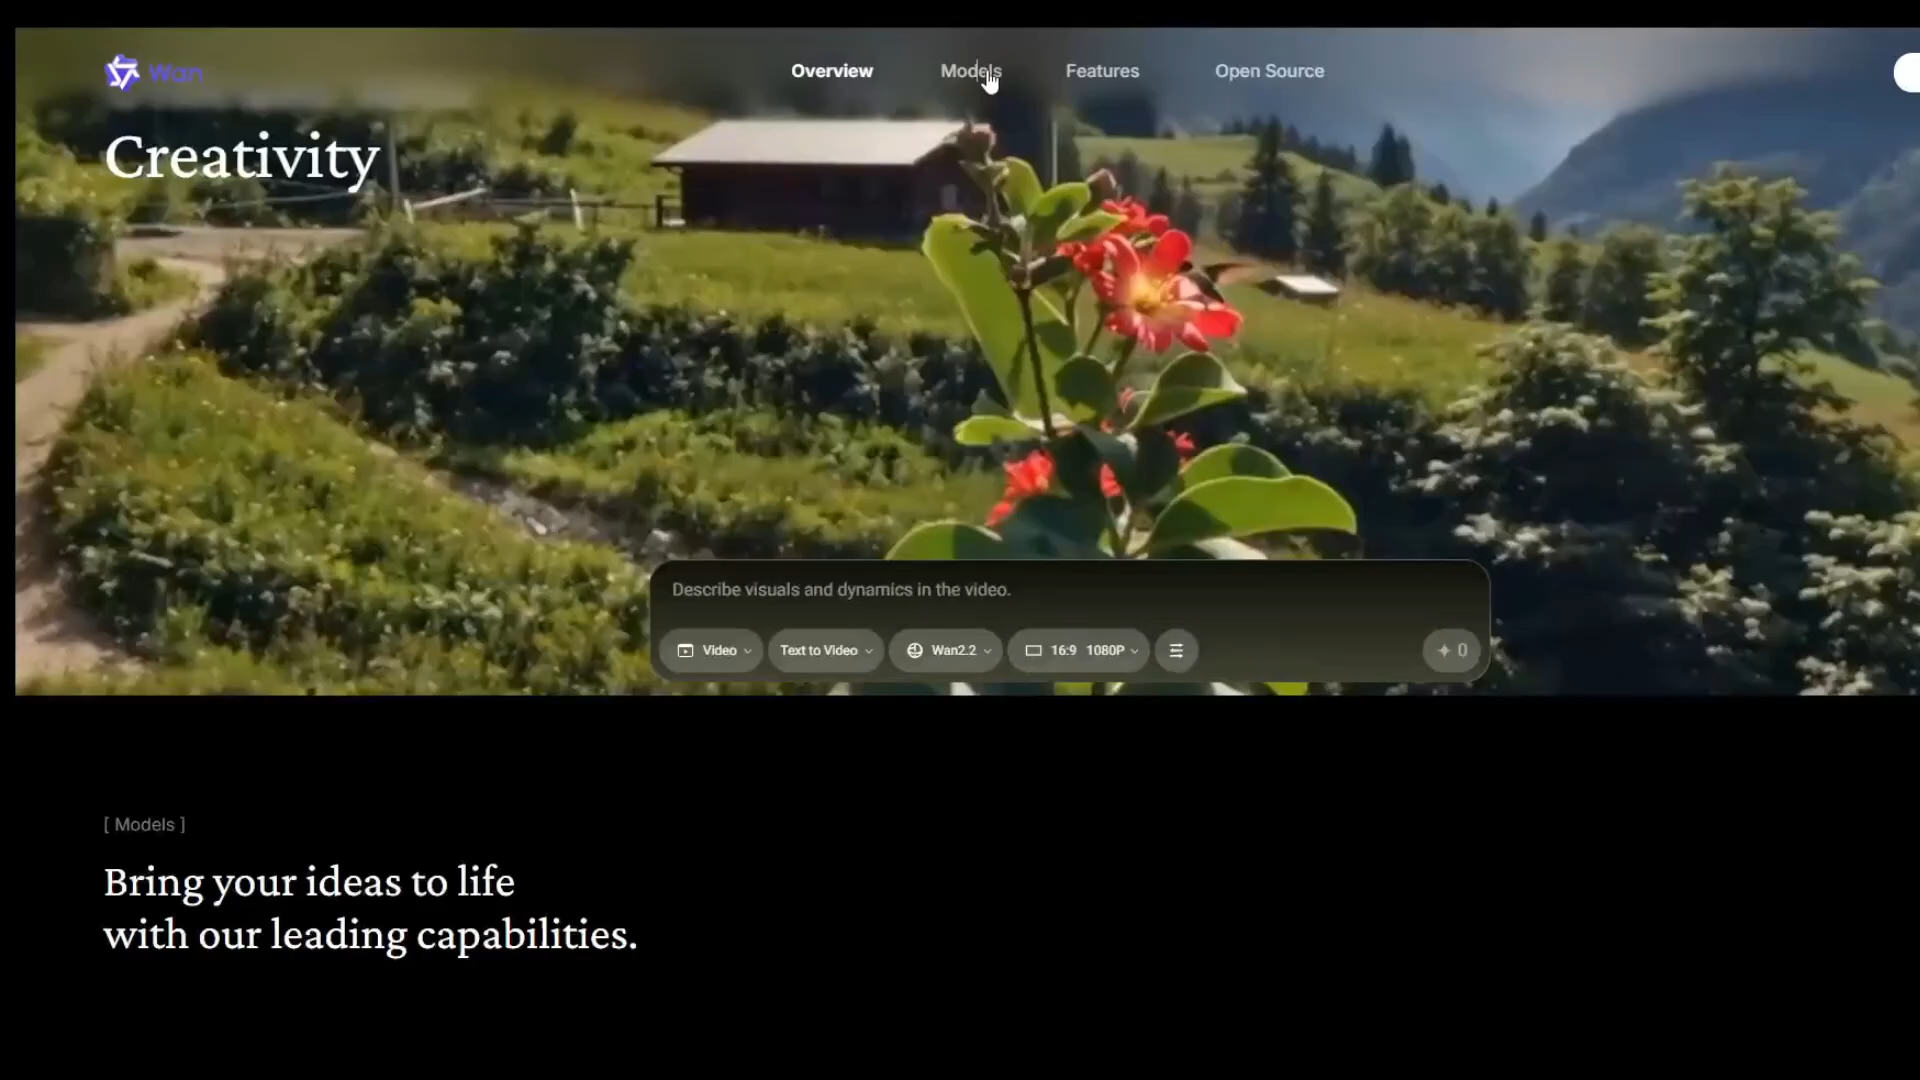 Wan
Overview
Models
Features
Open Source
Creativity
Describe visuals and dynamics in the video.
Video
Text to Video
Wan2.2
16:9 1080P
0
[ Models ]
Bring your ideas to life
with our leading capabilities.